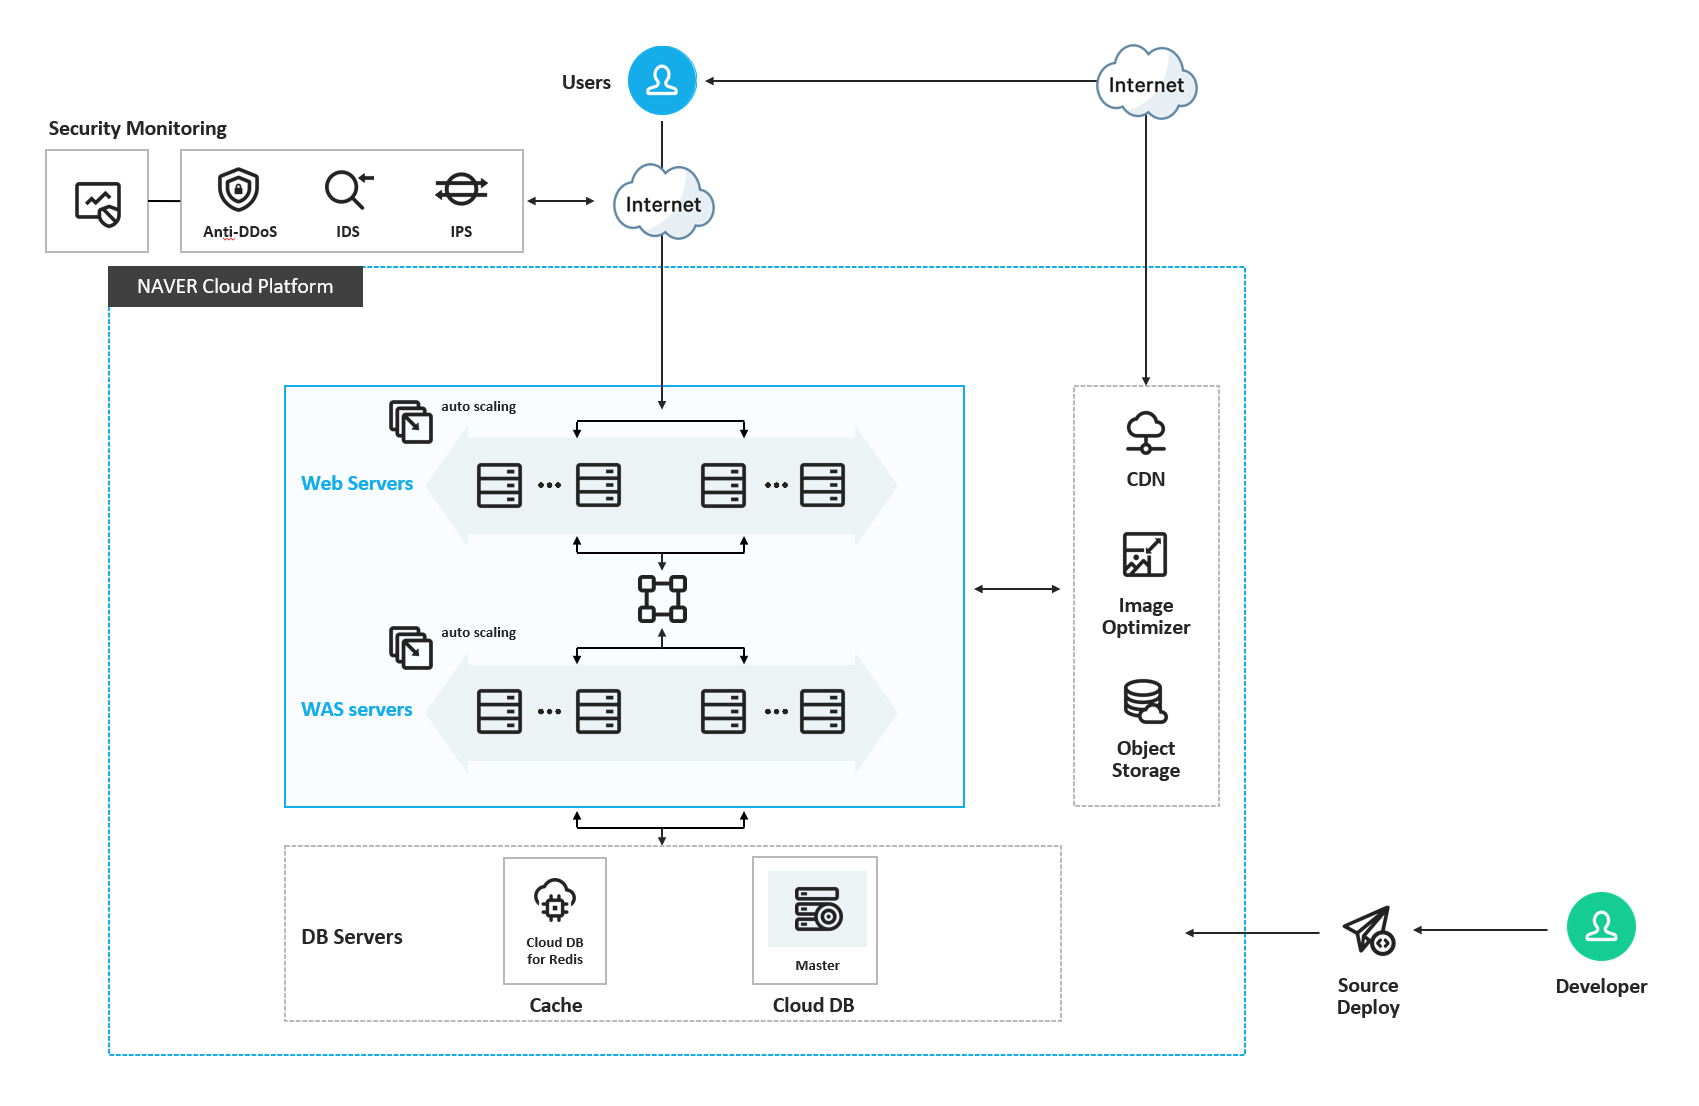 Users
Internet
Security Monitoring
Anti-DDoS
IDS
IPS
Internet
NAVER Cloud Platform
auto scaling
Web Servers
CDN
Image
Optimizer
auto scaling
WAS servers
Object
Storage
DB Servers
Cloud DB
for Redis
Cache
Master
Cloud DB
Source
Deploy
Developer